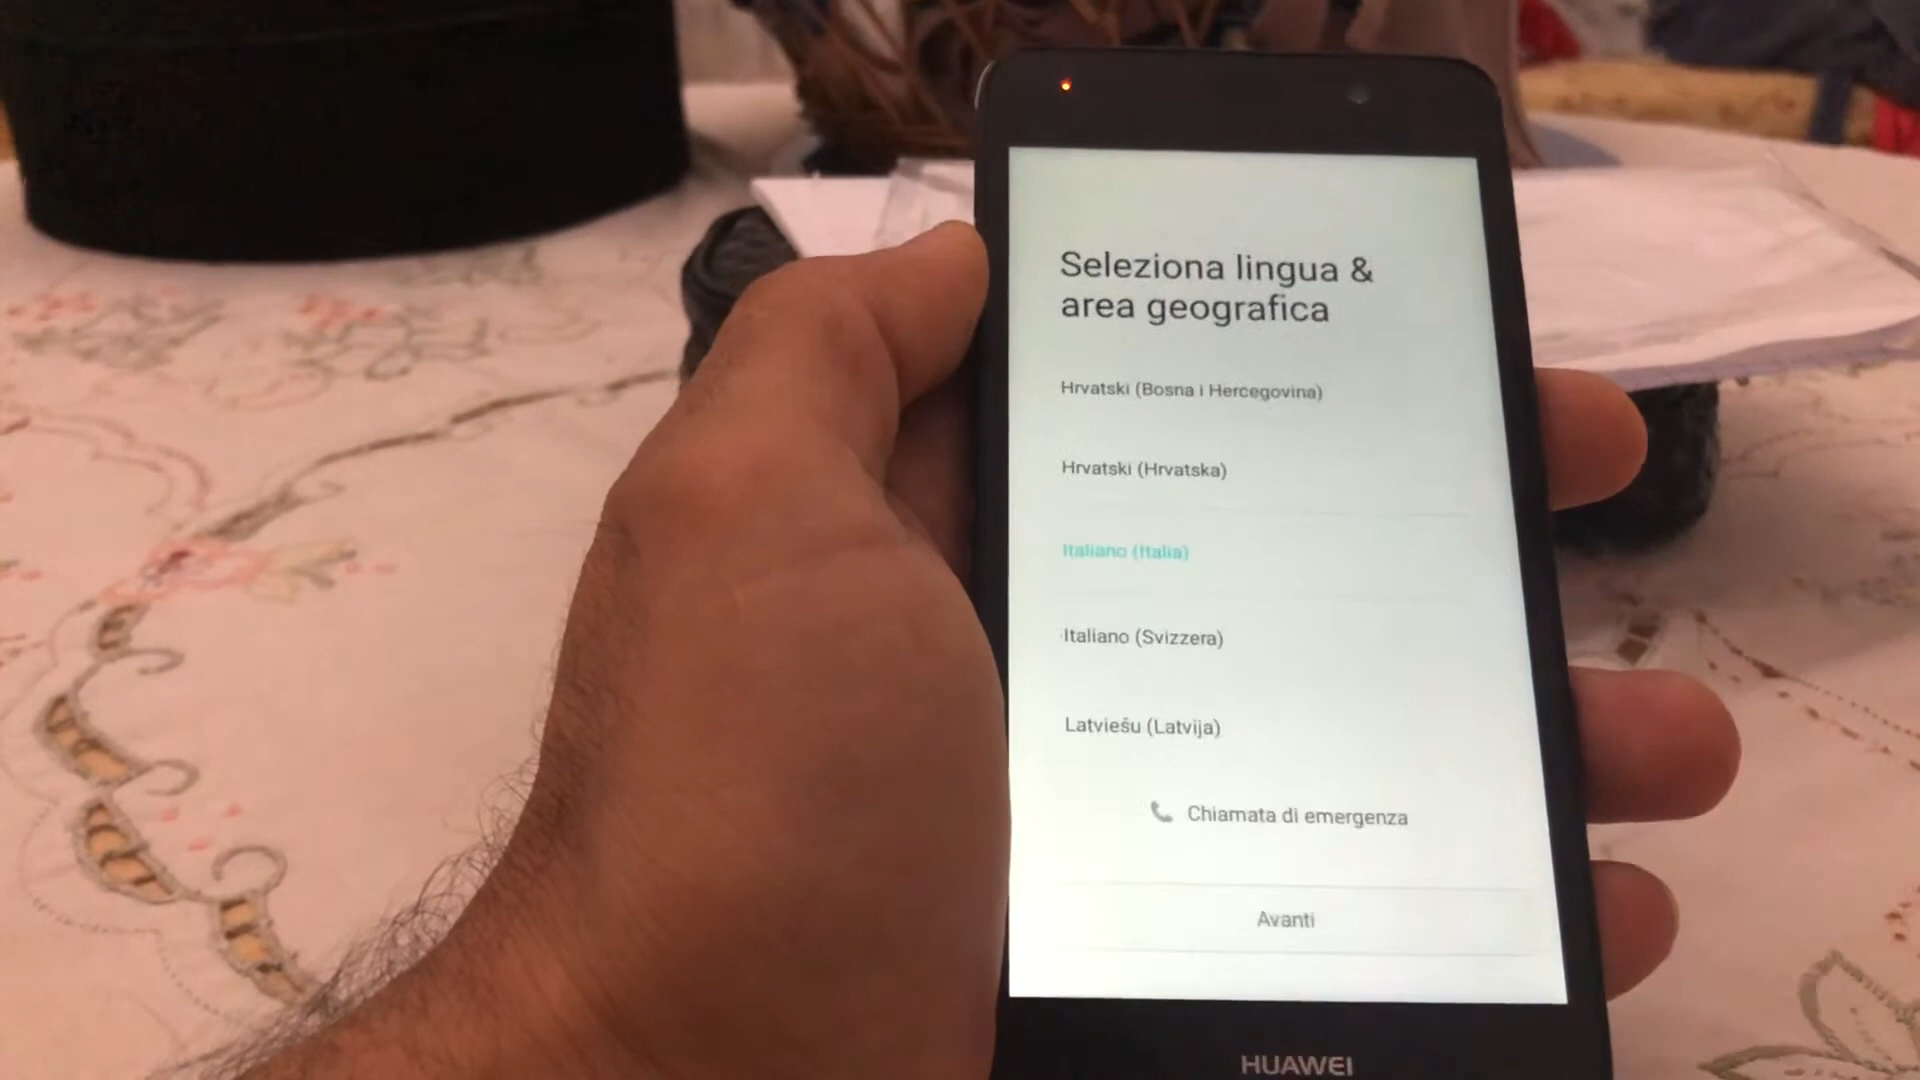 Seleziona lingua &
area geografica
Hrvatski (Bosna i Hercegovina)
Hrvatski (Hrvatska)
Italiano (Italia)
Italiano (Svizzera)
Latviešu (Latvija)
Chiamata di emergenza
Avanti
HUAWEI